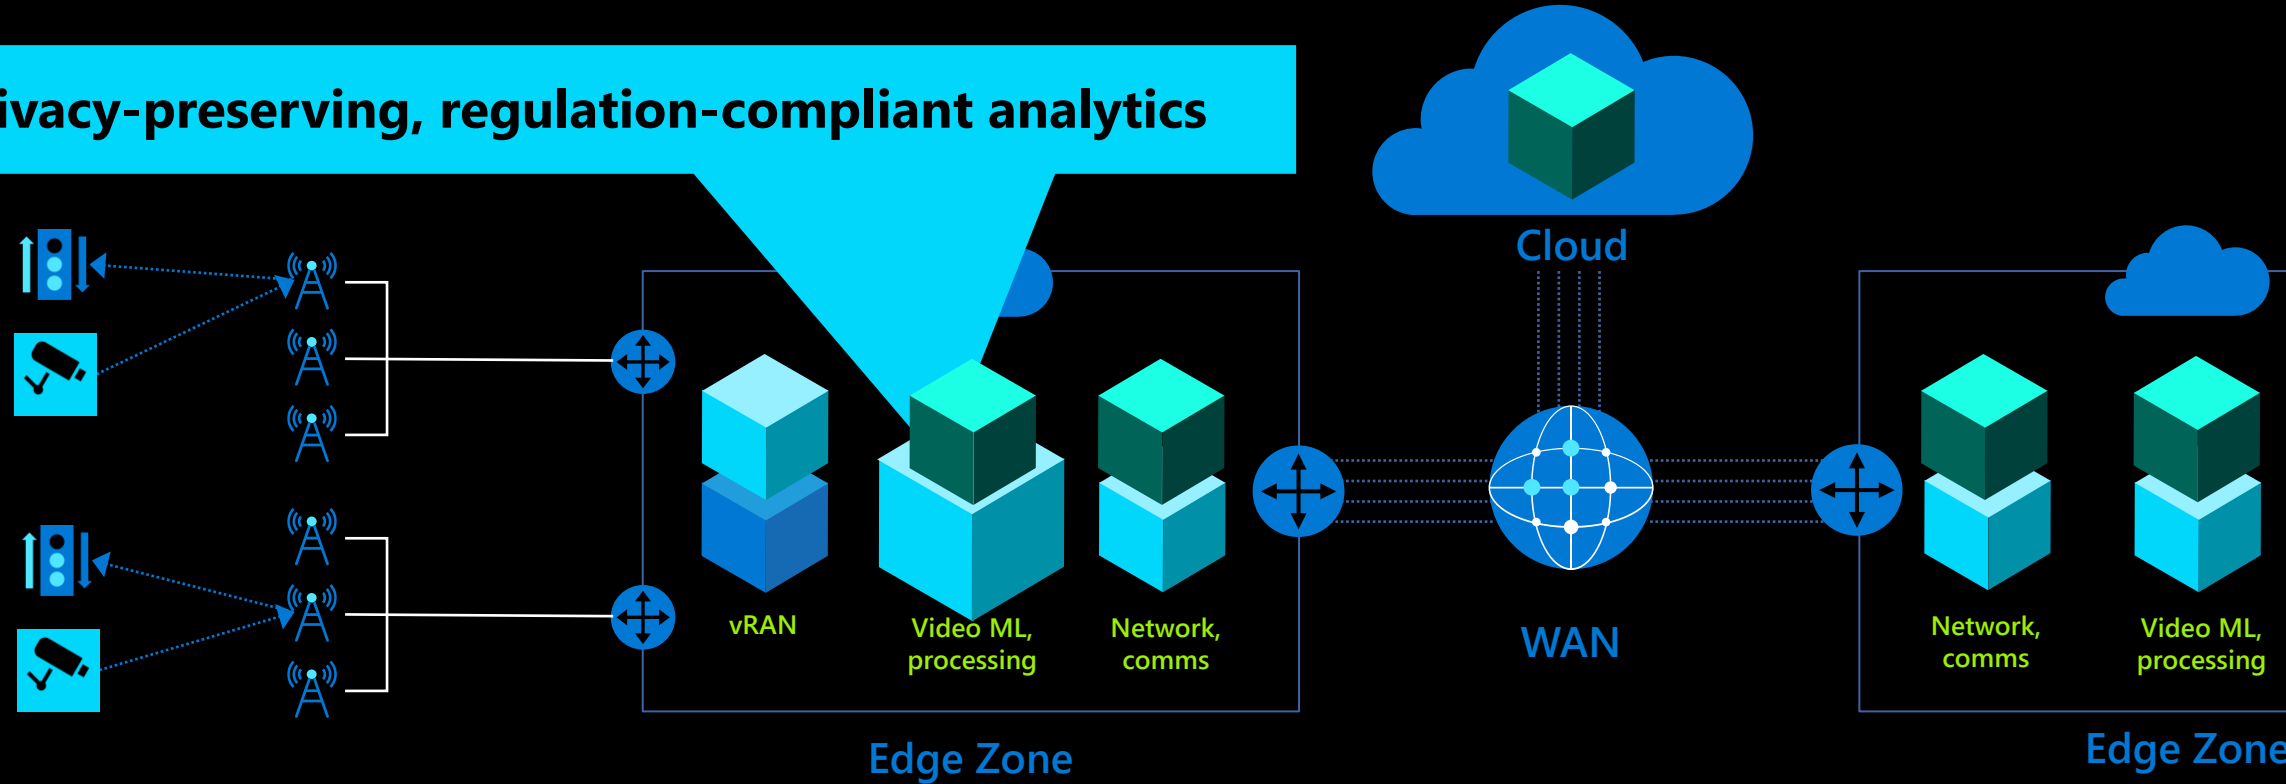 ivacy-preserving, regulation-compliant analytics
Cloud
vRAN
Video ML,
processing
Network,
comms
WAN
Network,
comms
Video ML,
processing
Edge Zone
Edge Zone